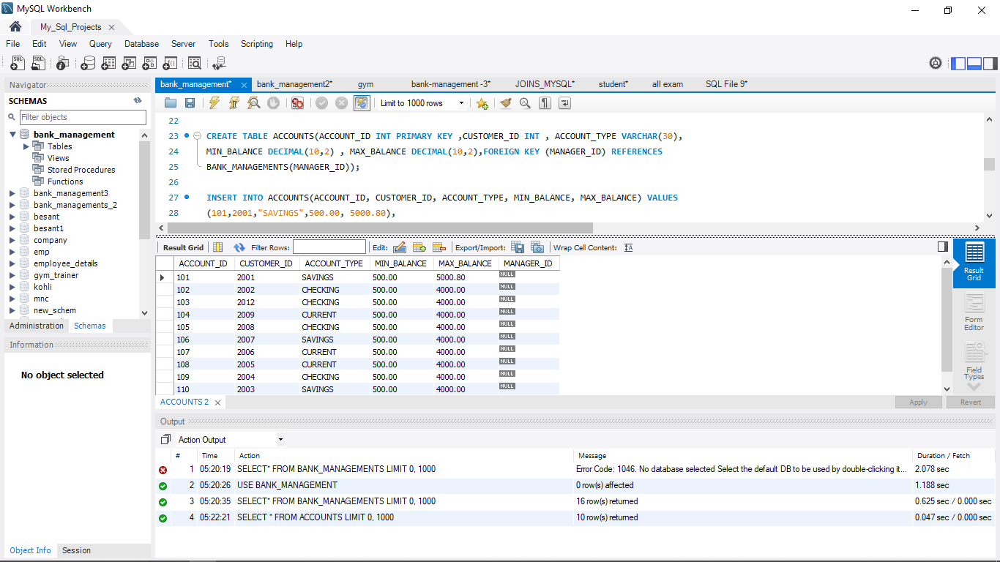 MySQL Workbench
My_Sql_Projects
File Edit View Query Database Server Tools Scripting Help
Navigator
SCHEMAS
Filter objects
bank_management
Tables
Views
Stored Procedures
Functions
bank_management3
bank_managements_2
besant
besant1
company
emp
employee_details
gym_trainer
kohli
mnc
new_schem
Administration Schemas
Information
No object selected
Object Info Session
bank_management* bank_management2* gym bank-management -3* JOINS_MYSQL* student* all exam SQL File 9*
Limit to 1000 rows
22
23 CREATE TABLE ACCOUNTS(ACCOUNT_ID INT PRIMARY KEY ,CUSTOMER_ID INT , ACCOUNT_TYPE VARCHAR(30),
24 MIN_BALANCE DECIMAL(10,2) , MAX_BALANCE DECIMAL(10,2),FOREIGN KEY (MANAGER_ID) REFERENCES
25 BANK_MANAGEMENTS(MANAGER_ID));
26
27 INSERT INTO ACCOUNTS(ACCOUNT_ID, CUSTOMER_ID, ACCOUNT_TYPE, MIN_BALANCE, MAX_BALANCE) VALUES
28 (101,2001,"SAVINGS",500.00, 5000.80),
Result Grid Filter Rows: Edit: Export/Import: Wrap Cell Content:
ACCOUNT_ID CUSTOMER_ID ACCOUNT_TYPE MIN_BALANCE MAX_BALANCE MANAGER_ID
101 2001 SAVINGS 500.00 5000.80 NULL
102 2002 CHECKING 500.00 4000.00 NULL
103 2012 CHECKING 500.00 4000.00 NULL
104 2009 CURRENT 500.00 4000.00 NULL
105 2008 CHECKING 500.00 4000.00 NULL
106 2007 SAVINGS 500.00 4000.00 NULL
107 2006 CURRENT 500.00 4000.00 NULL
108 2005 CURRENT 500.00 4000.00 NULL
109 2004 CHECKING 500.00 4000.00 NULL
110 2003 SAVINGS 500.00 4000.00 NULL
Result
Grid
Form
Editor
Field
Types
ACCOUNTS 2 Apply Revert
Output
Action Output
# Time Action Message Duration / Fetch
1 05:20:19 SELECT* FROM BANK_MANAGEMENTS LIMIT 0, 1000 Error Code: 1046. No database selected Select the default DB to be used by double-clicking it... 2.078 sec
2 05:20:26 USE BANK_MANAGEMENT 0 row(s) affected 1.188 sec
3 05:20:35 SELECT* FROM BANK_MANAGEMENTS LIMIT 0, 1000 16 row(s) returned 0.625 sec / 0.000 sec
4 05:22:21 SELECT * FROM ACCOUNTS LIMIT 0, 1000 10 row(s) returned 0.047 sec / 0.000 sec